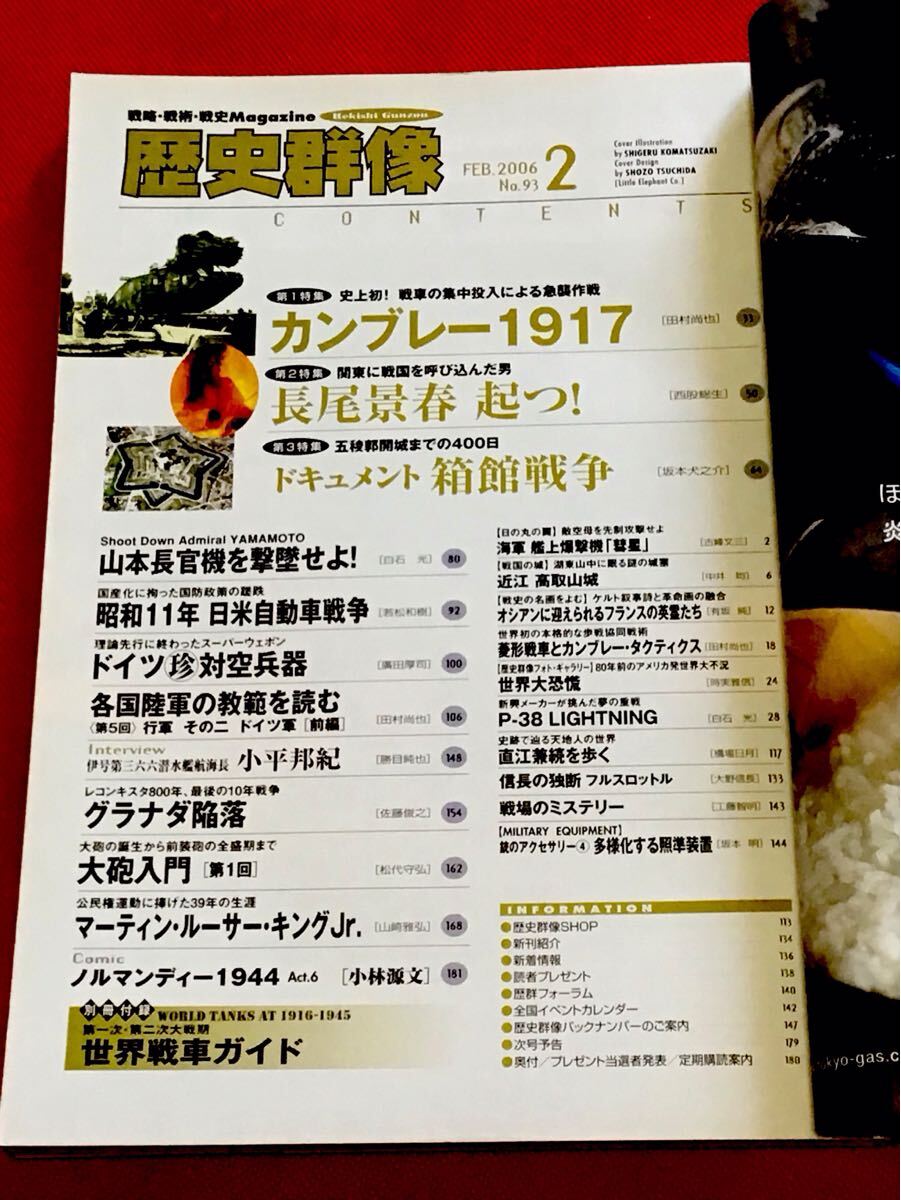 戦略・戦術・戦史Magazine Rekishi Gunzou
歴史群像
FEB. 2006
No.93
2
Cover Illustration
by SHIGERU KOMATSUZAKI
Cover Design
by SHOZO TSUCHIDA
[Little Elephant Co.]
CONTENTS
第1特集 史上初! 戦車の集中投入による急襲作戦
カンブレー1917 [田村尚也] 33
第2特集 関東に戦国を呼び込んだ男
長尾景春 起つ! [西股総生] 50
第3特集 五稜郭開城までの400日
ドキュメント 箱館戦争 [坂本犬之介] 64
Shoot Down Admiral YAMAMOTO
山本長官機を撃墜せよ! [白石 光] 80
国産化に拘った国防政策の蹉跌
昭和11年 日米自動車戦争 [若松和樹] 92
理論先行に終わったスーパーウェポン
ドイツ㊟対空兵器 [廣田厚司] 100
各国陸軍の教範を読む
〈第5回〉 行軍 その二 ドイツ軍 [前編] [田村尚也] 106
Interview
伊号第三六六潜水艦航海長 小平邦紀 [勝目純也] 148
レコンキスタ800年、最後の10年戦争
グラナダ陥落 [佐藤俊之] 154
大砲の誕生から前装砲の全盛期まで
大砲入門 [第1回] [松代守弘] 162
公民権運動に捧げた39年の生涯
マーティン・ルーサー・キングJr. [山崎雅弘] 168
Comic
ノルマンディー1944 Act.6 [小林源文] 181
別冊付録 WORLD TANKS AT 1916-1945
第一次・第二次大戦期
世界戦車ガイド
【日の丸の翼】 敵空母を先制攻撃せよ
海軍 艦上爆撃機「彗星」 [古峰文三] 2
【戦国の城】 湖東山中に眠る謎の城塞
近江 高取山城 [中井 均] 6
【戦史の名画をよむ】 ケルト叙事詩と革命画の融合
オシアンに迎えられるフランスの英霊たち [有坂 純] 12
世界初の本格的な歩戦協同戦術
菱形戦車とカンブレー・タクティクス [田村尚也] 18
【歴史群像フォト・ギャラリー】 80年前のアメリカ発世界大不況
世界大恐慌 [時実雅信] 24
新興メーカーが挑んだ夢の重戦
P-38 LIGHTNING [白石 光] 28
史跡で辿る天地人の世界
直江兼続を歩く [橋場日月] 117
信長の独断 フルスロットル [大野信長] 133
戦場のミステリー [工藤智明] 143
【MILITARY EQUIPMENT】
銃のアクセサリー④ 多様化する照準装置 [坂本 明] 144
INFORMATION
●歴史群像SHOP 113
●新刊紹介 134
●新着情報 136
●読者プレゼント 138
●歴群フォーラム 140
●全国イベントカレンダー 142
●歴史群像バックナンバーのご案内 147
●次号予告 179
●奥付/プレゼント当選者発表/定期購読案内 180
ほ
炎
okyo-gas.c